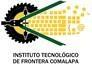 INSTITUTO TECNOLÓGICO
DE FRONTERA COMALAPA